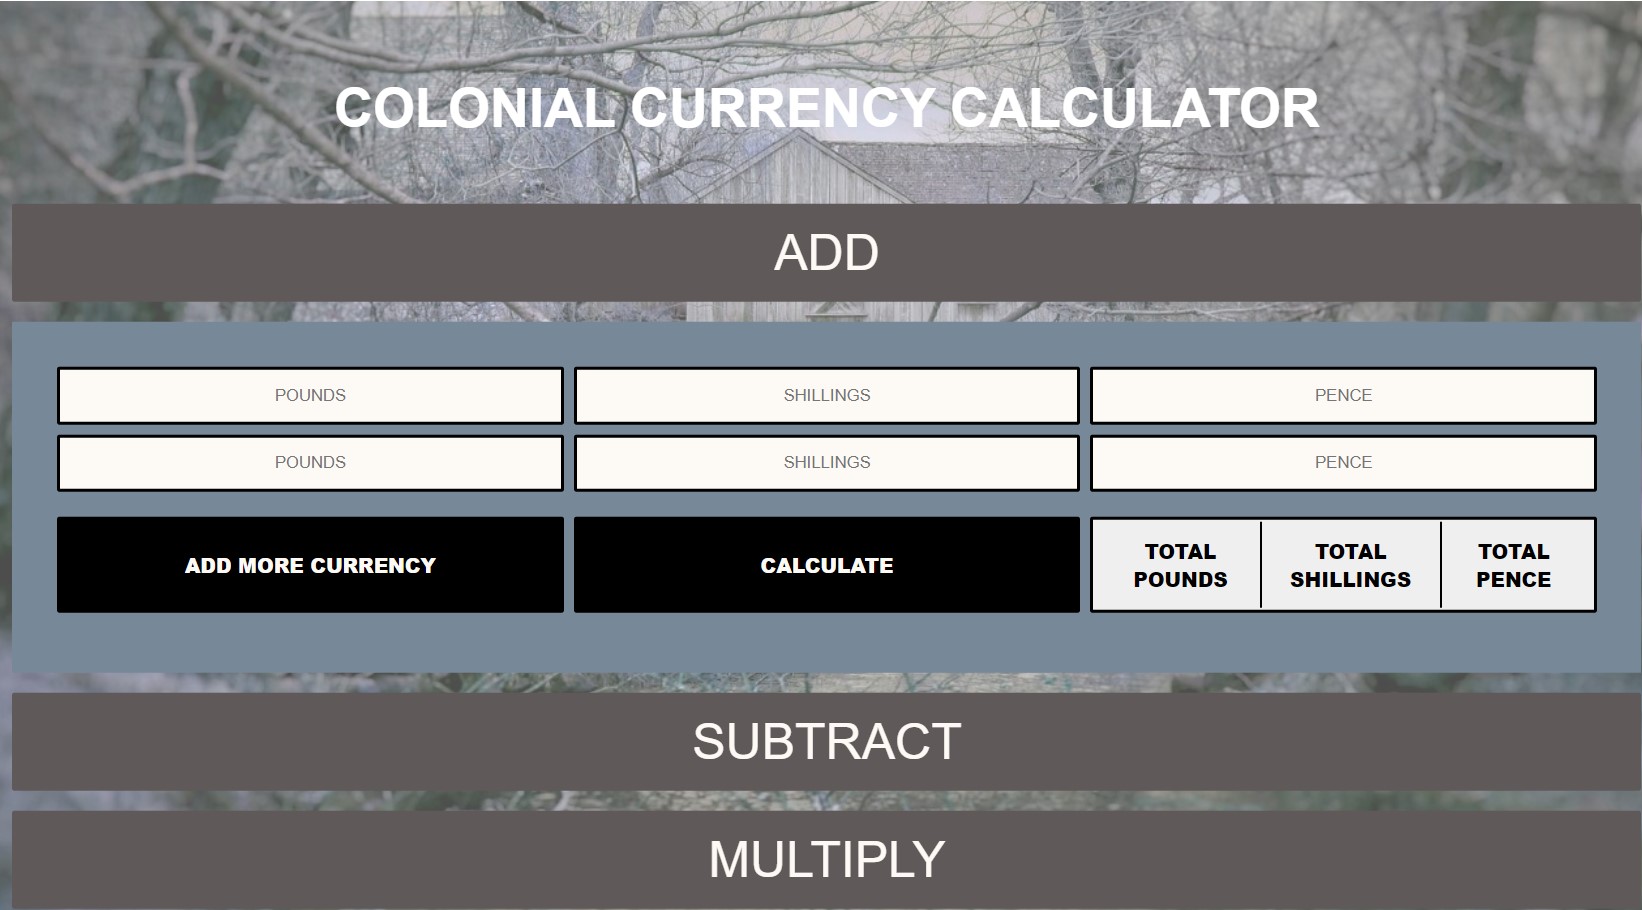 COLONIAL CURRENCY CALCULATOR
ADD
POUNDS SHILLINGS PENCE
POUNDS SHILLINGS PENCE
ADD MORE CURRENCY CALCULATE TOTAL POUNDS TOTAL SHILLINGS TOTAL PENCE
SUBTRACT
MULTIPLY